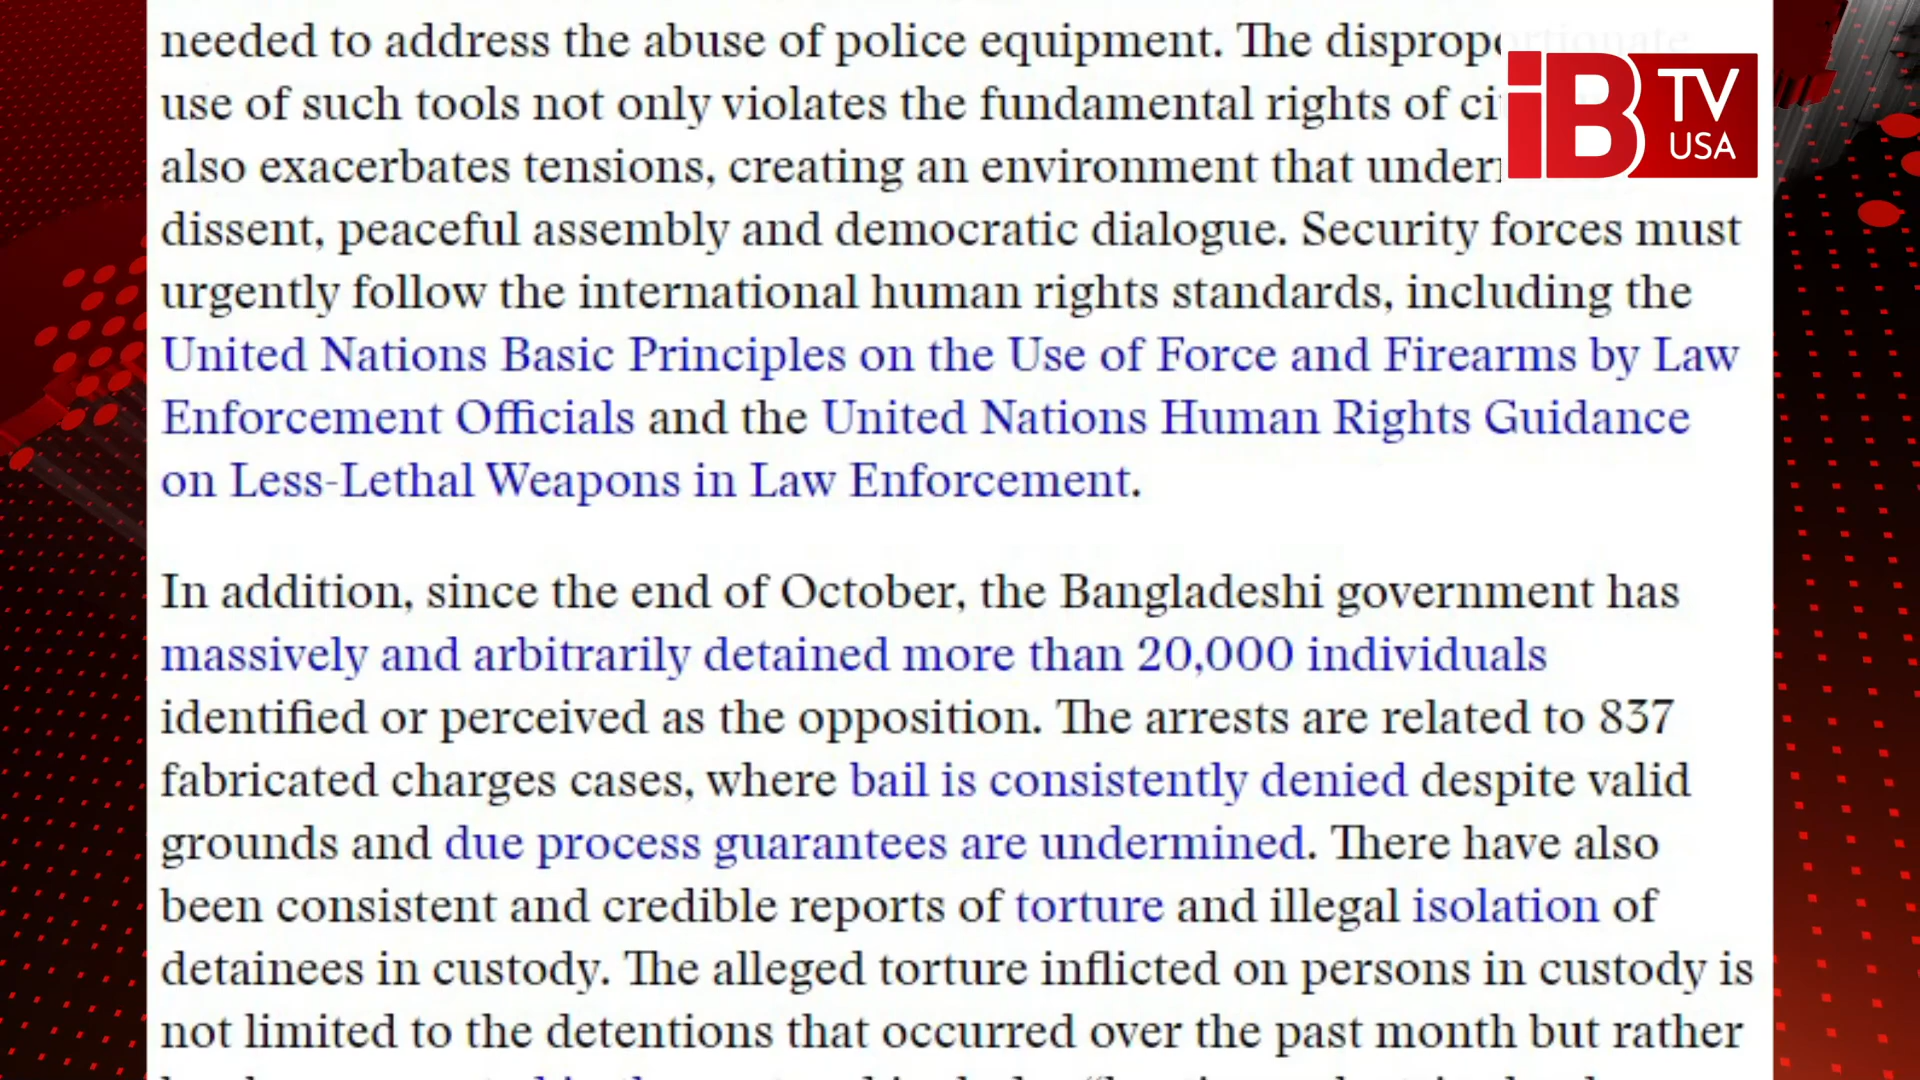 needed to address the abuse of police equipment. The disproportionate
use of such tools not only violates the fundamental rights of
also exacerbates tensions, creating an environment that
dissent, peaceful assembly and democratic dialogue. Security forces must
urgently follow the international human rights standards, including the
United Nations Basic Principles on the Use of Force and Firearms by Law
Enforcement Officials and the United Nations Human Rights Guidance
on Less-Lethal Weapons in Law Enforcement.
In addition, since the end of October, the Bangladeshi government has
massively and arbitrarily detained more than 20,000 individuals
identified or perceived as the opposition. The arrests are related to 837
fabricated charges cases, where bail is consistently denied despite valid
grounds and due process guarantees are undermined. There have also
been consistent and credible reports of torture and illegal isolation of
detainees in custody. The alleged torture inflicted on persons in custody is
not limited to the detentions that occurred over the past month but rather
iB TV USA